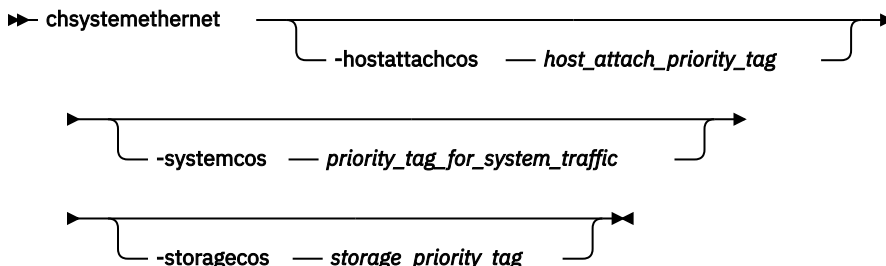 chsystemethernet
-hostattachcos host_attach_priority_tag
-systemcos priority_tag_for_system_traffic
-storagecos storage_priority_tag